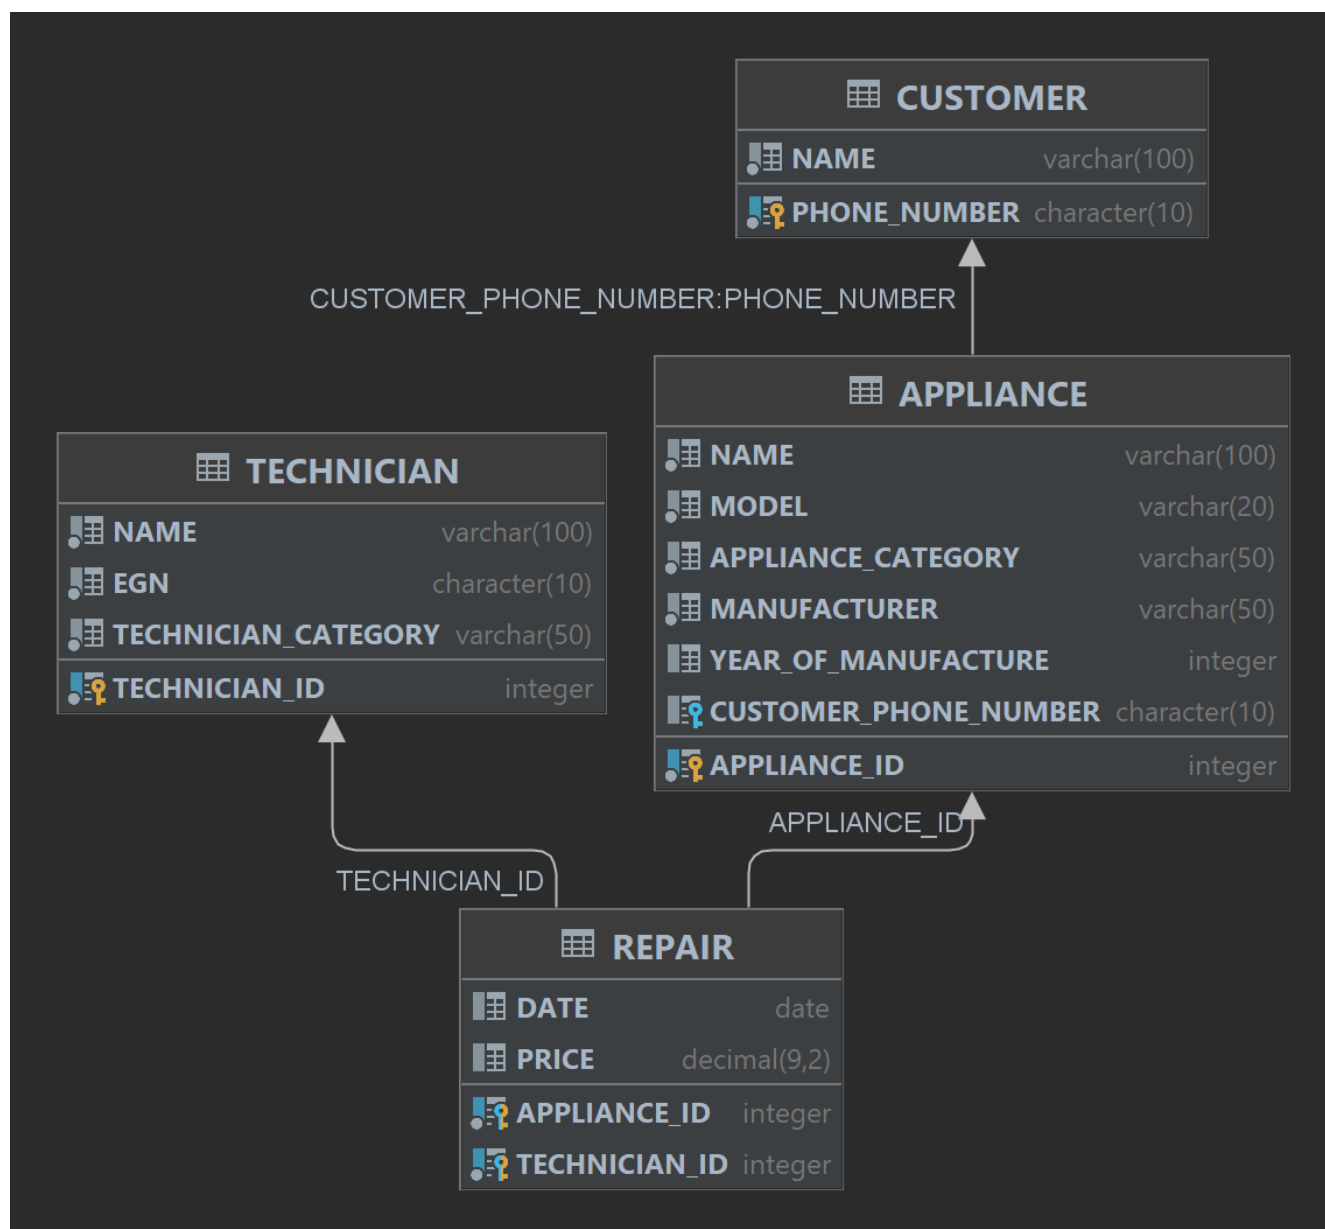 CUSTOMER
NAME varchar(100)
PHONE_NUMBER character(10)
CUSTOMER_PHONE_NUMBER:PHONE_NUMBER
APPLIANCE
NAME varchar(100)
MODEL varchar(20)
APPLIANCE_CATEGORY varchar(50)
MANUFACTURER varchar(50)
YEAR_OF_MANUFACTURE integer
CUSTOMER_PHONE_NUMBER character(10)
APPLIANCE_ID integer
TECHNICIAN
NAME varchar(100)
EGN character(10)
TECHNICIAN_CATEGORY varchar(50)
TECHNICIAN_ID integer
APPLIANCE_ID
TECHNICIAN_ID
REPAIR
DATE date
PRICE decimal(9,2)
APPLIANCE_ID integer
TECHNICIAN_ID integer